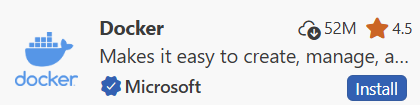 Docker 52M 4.5
Makes it easy to create, manage, a...
docker
Microsoft Install